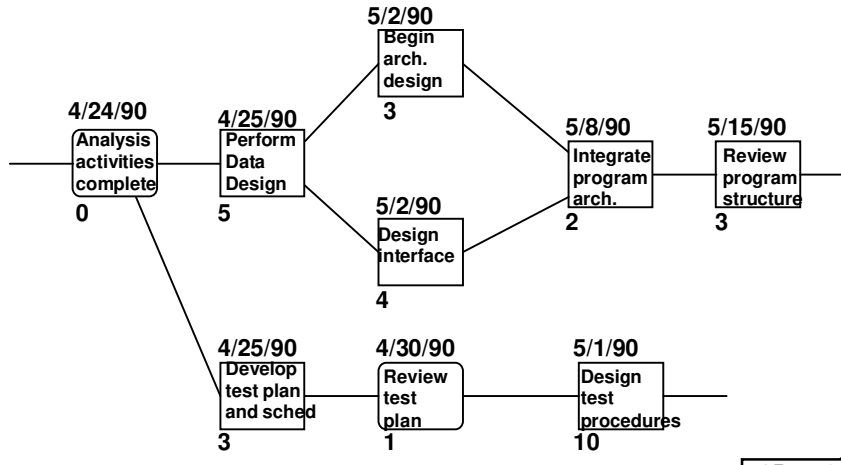 5/2/90
Begin
arch.
design
3
4/24/90
Analysis
activities
complete
0
4/25/90
Perform
Data
Design
5
5/8/90
Integrate
program
arch.
2
5/15/90
Review
program
structure
3
5/2/90
Design
interface
4
4/25/90
Develop
test plan
and sched
3
4/30/90
Review
test
plan
1
5/1/90
Design
test
procedures
10